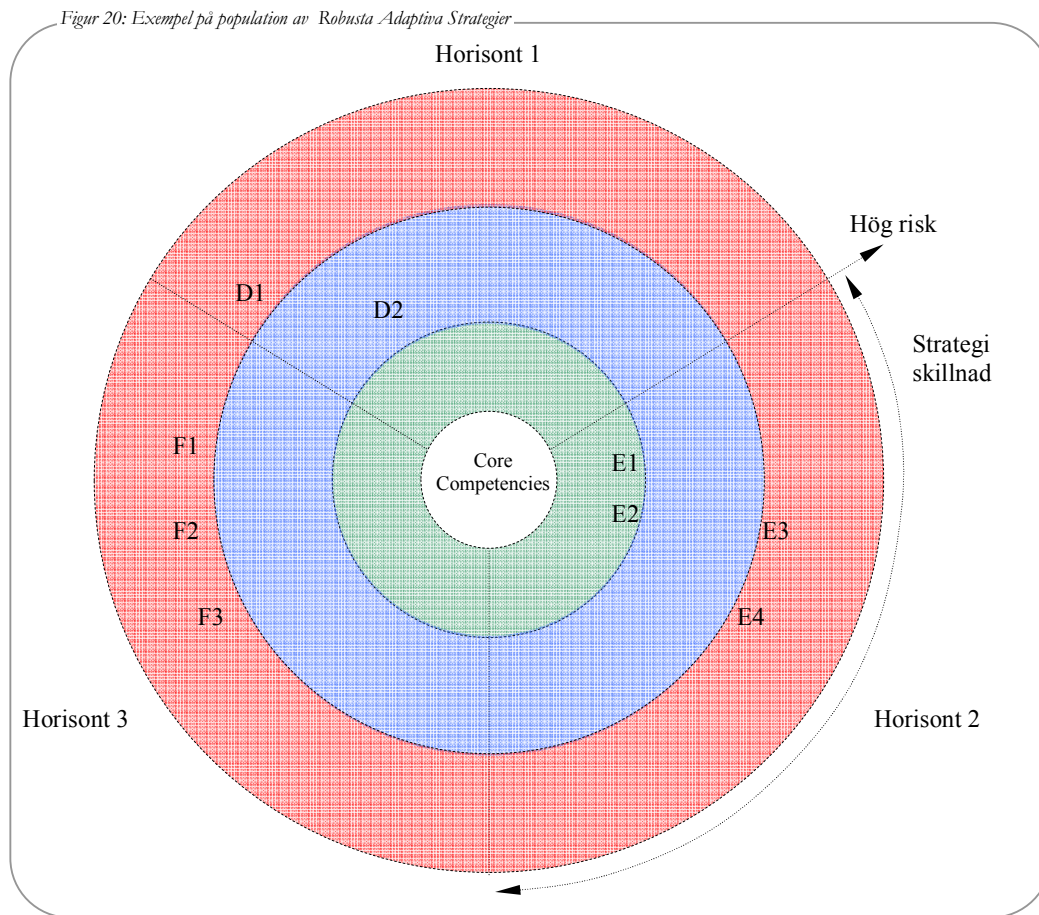 Figur 20: Exempel på population av Robusta Adaptiva Strategier
Horisont 1
Hög risk
D1
D2
Strategi
skillnad
F1
Core
Competencies
E1
E2
F2
E3
F3
E4
Horisont 3
Horisont 2